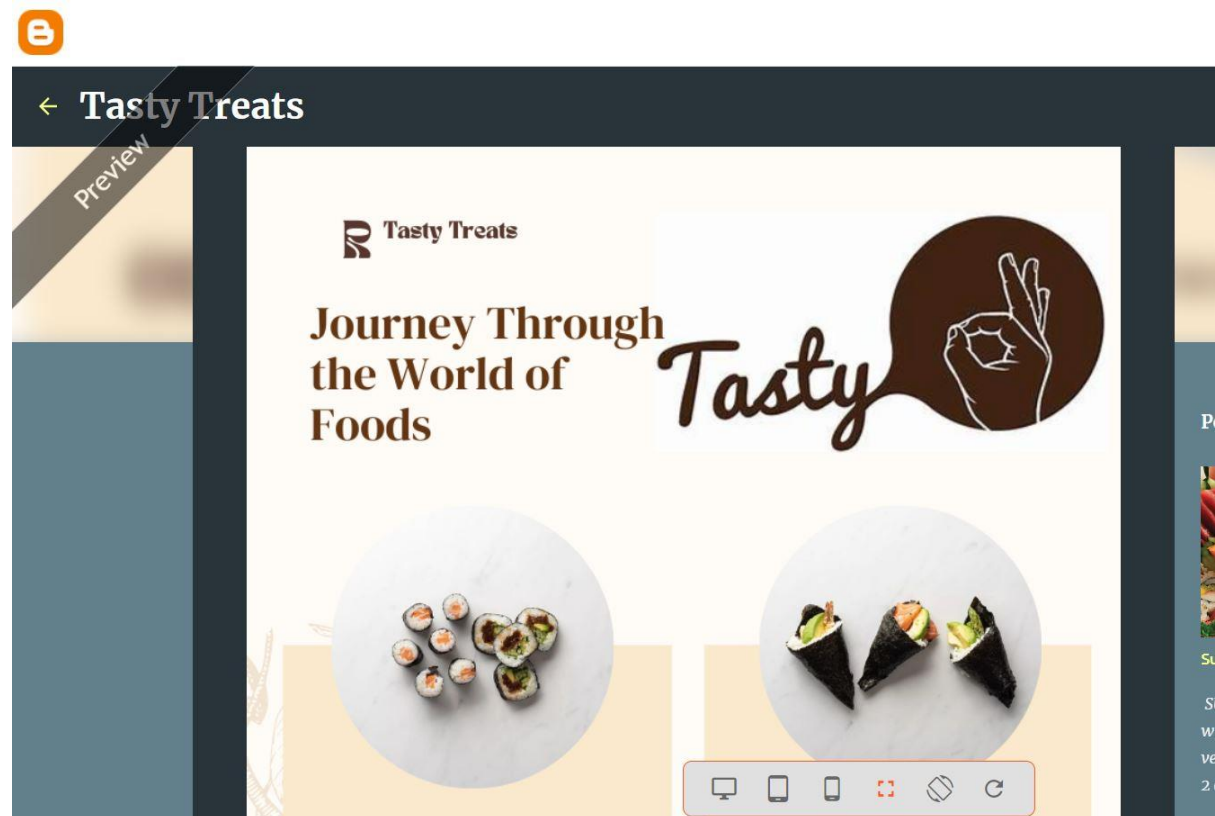 Tasty Treats
Preview
Tasty Treats
Journey Through
the World of
Foods
Tasty